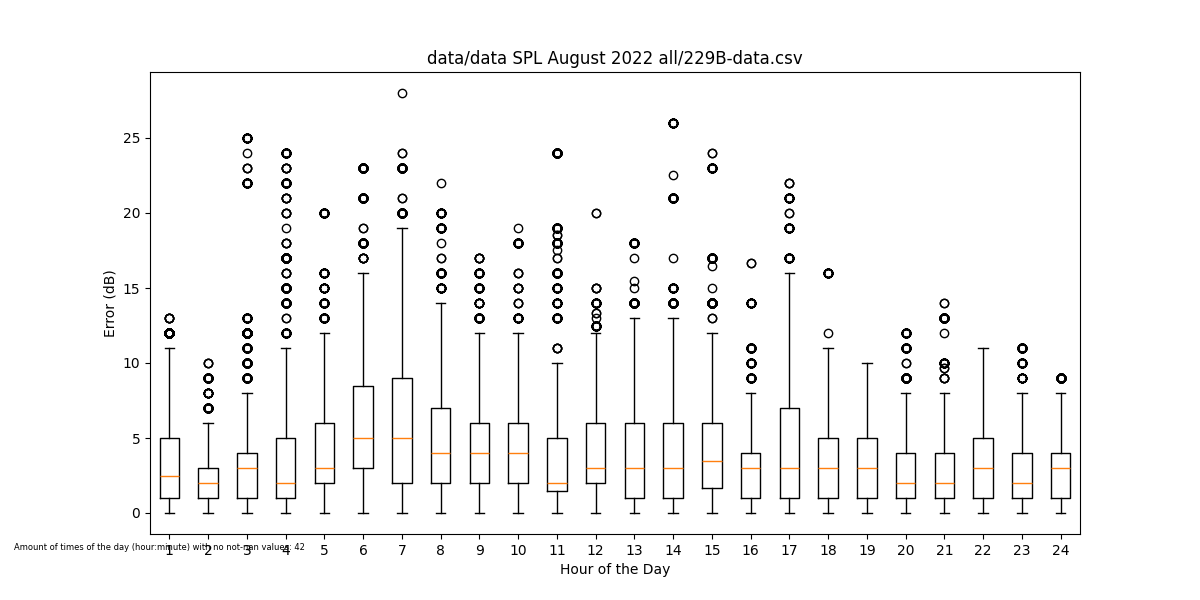 data/data SPL August 2022 all/229B-data.csv
Error (dB)
25
20
15
10
5
0
Amount of times of the day (hour:minute) with no not-nan values: 42
1 2 3 4 5 6 7 8 9 10 11 12 13 14 15 16 17 18 19 20 21 22 23 24
Hour of the Day